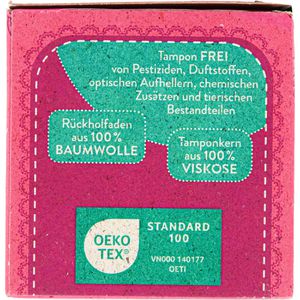 Tampon FREI
von Pestiziden, Duftstoffen,
optischen Aufhellern, chemischen
Zusätzen und tierischen
Bestandteilen
Rückholfaden
aus 100%
BAUMWOLLE
Tamponkern
aus 100%
VISKOSE
OEKO
TEX®
STANDARD
100
VN000 140177
OETI